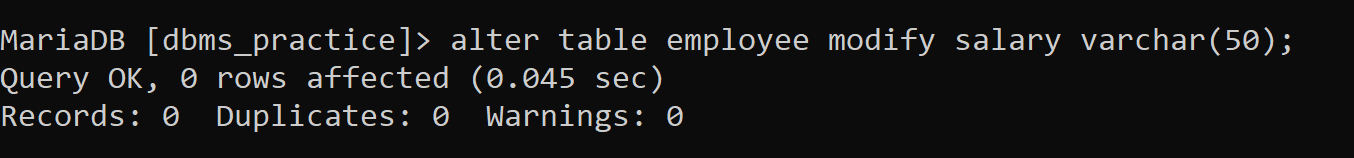 MariaDB [dbms_practice]> alter table employee modify salary varchar(50);
Query OK, 0 rows affected (0.045 sec)
Records: 0  Duplicates: 0  Warnings: 0